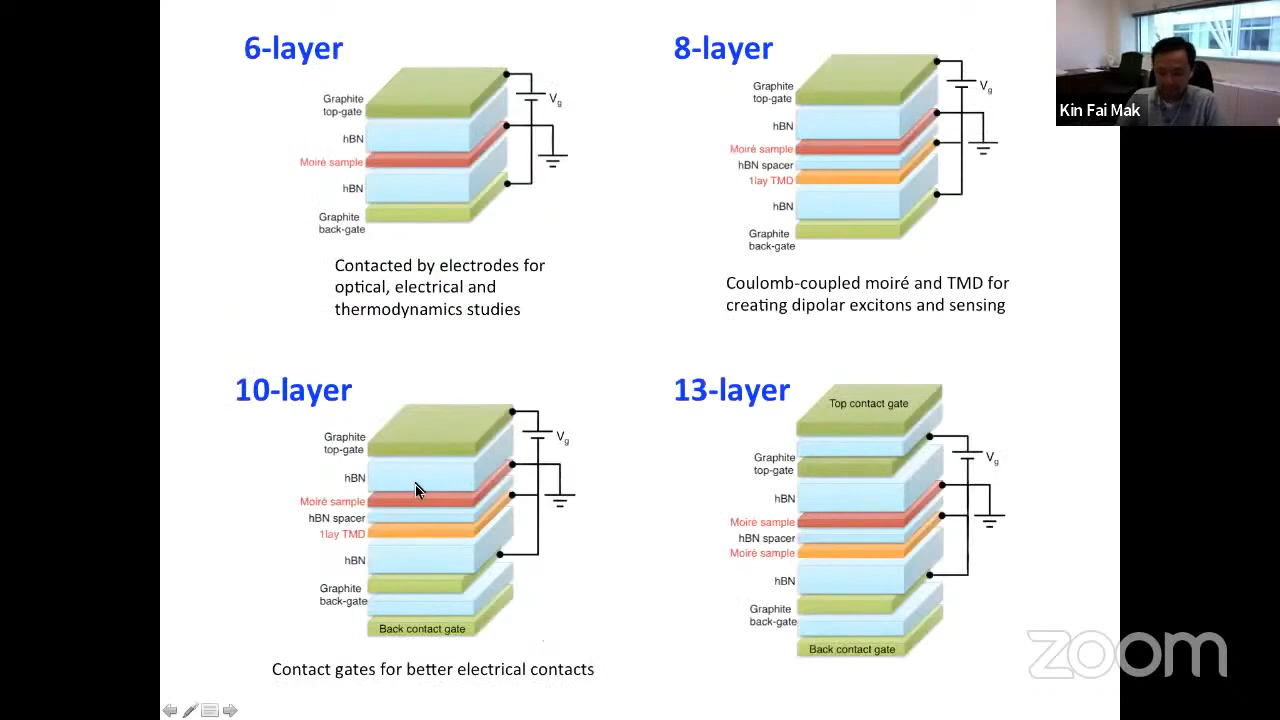 6-layer
Graphite
top-gate
hBN
Moiré sample
hBN
Graphite
back-gate
Vg
Contacted by electrodes for
optical, electrical and
thermodynamics studies
8-layer
Graphite
top-gate
hBN
Moiré sample
hBN spacer
1lay TMD
hBN
Graphite
back-gate
Vg
Coulomb-coupled moiré and TMD for
creating dipolar excitons and sensing
Kin Fai Mak
10-layer
Graphite
top-gate
hBN
Moiré sample
hBN spacer
1lay TMD
hBN
Graphite
back-gate
Back contact gate
Vg
Contact gates for better electrical contacts
13-layer
Top contact gate
Graphite
top-gate
hBN
Moiré sample
hBN spacer
Moiré sample
hBN
Graphite
back-gate
Back contact gate
Vg
zoom